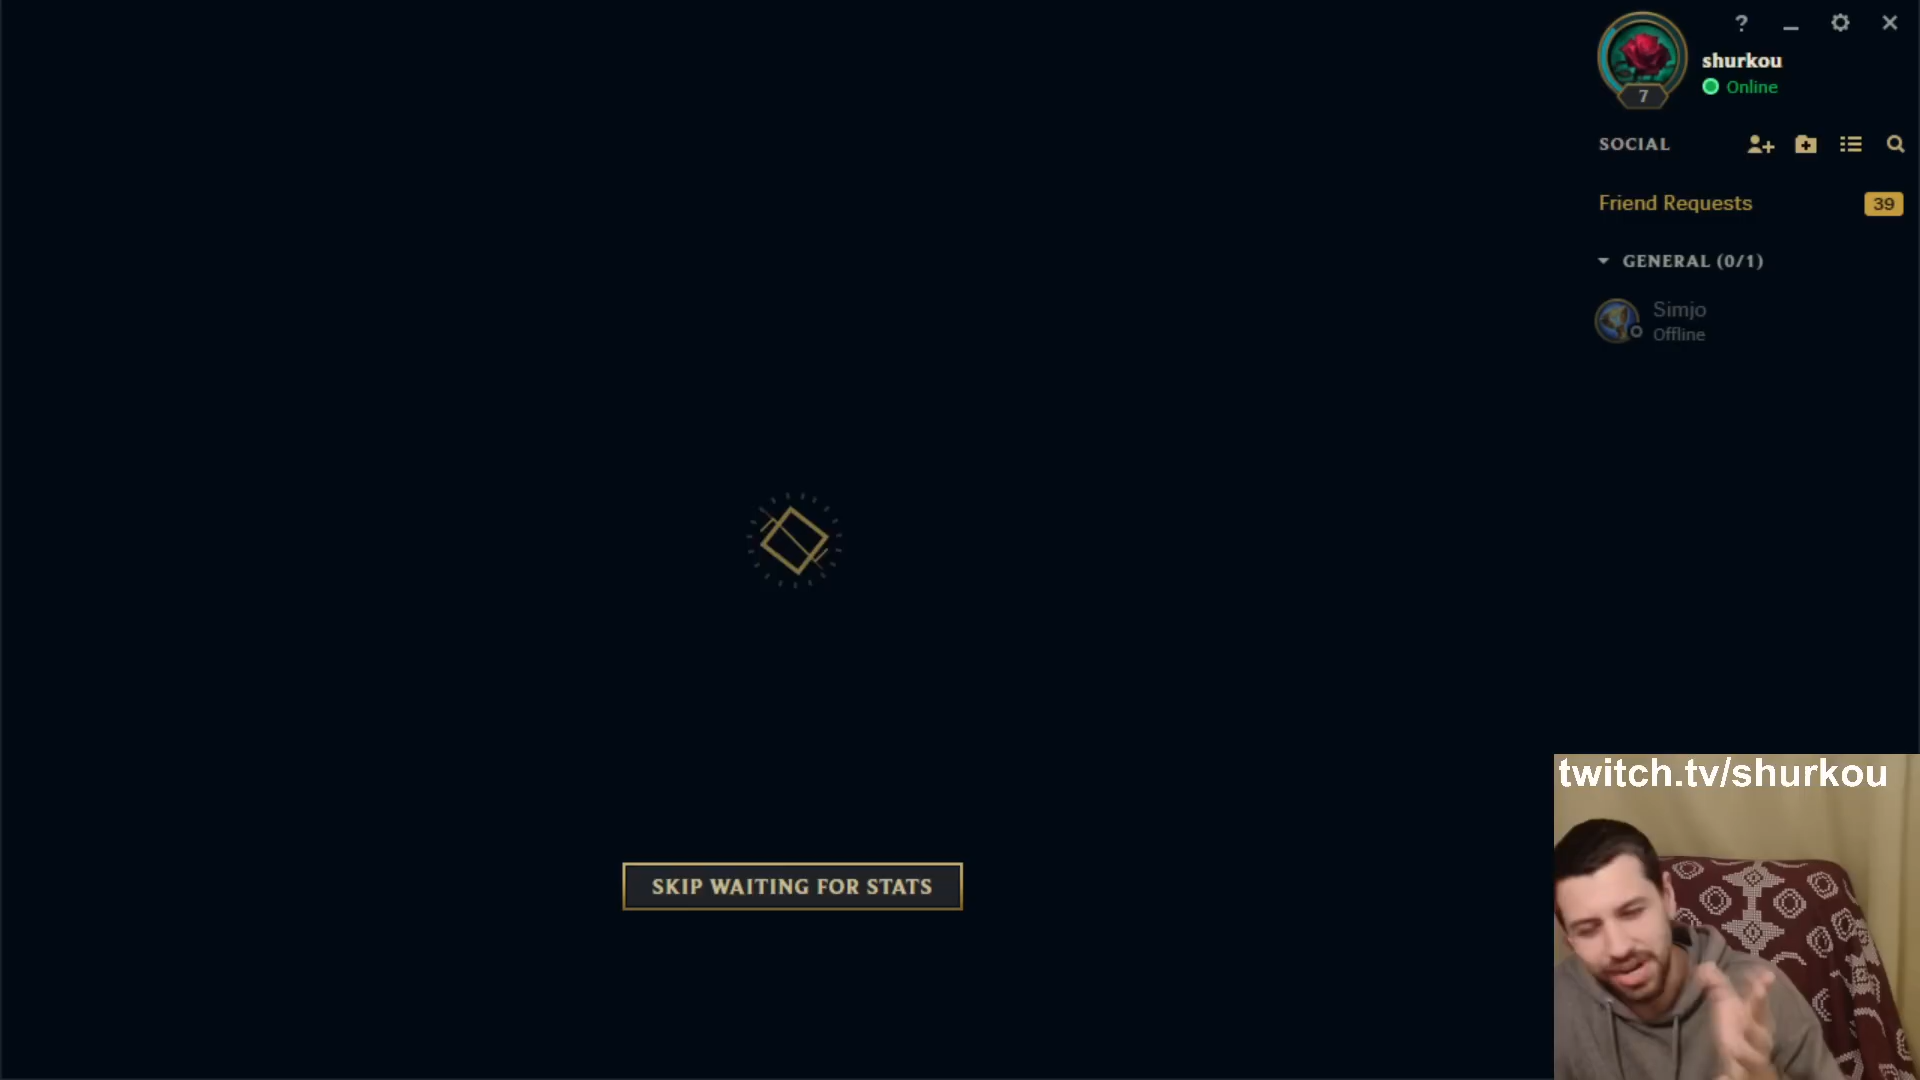 ?
shurkou
Online
7
SOCIAL
Friend Requests
39
GENERAL (0/1)
Simjo
Offline
SKIP WAITING FOR STATS
twitch.tv/shurkou